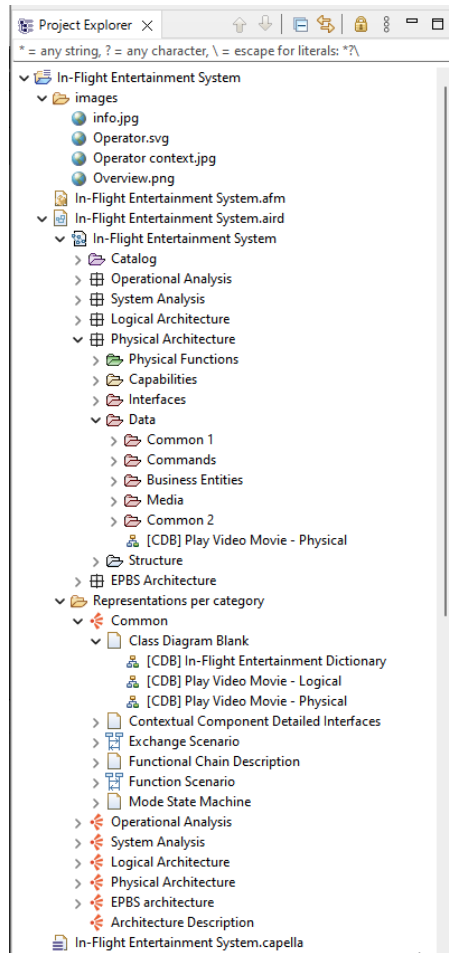 Project Explorer
* = any string, ? = any character, \ = escape for literals: *?\
In-Flight Entertainment System
images
info.jpg
Operator.svg
Operator context.jpg
Overview.png
In-Flight Entertainment System.afm
In-Flight Entertainment System.aird
In-Flight Entertainment System
Catalog
Operational Analysis
System Analysis
Logical Architecture
Physical Architecture
Physical Functions
Capabilities
Interfaces
Data
Common 1
Commands
Business Entities
Media
Common 2
[CDB] Play Video Movie - Physical
Structure
EPBS Architecture
Representations per category
Common
Class Diagram Blank
[CDB] In-Flight Entertainment Dictionary
[CDB] Play Video Movie - Logical
[CDB] Play Video Movie - Physical
Contextual Component Detailed Interfaces
Exchange Scenario
Functional Chain Description
Function Scenario
Mode State Machine
Operational Analysis
System Analysis
Logical Architecture
Physical Architecture
EPBS architecture
Architecture Description
In-Flight Entertainment System.capella